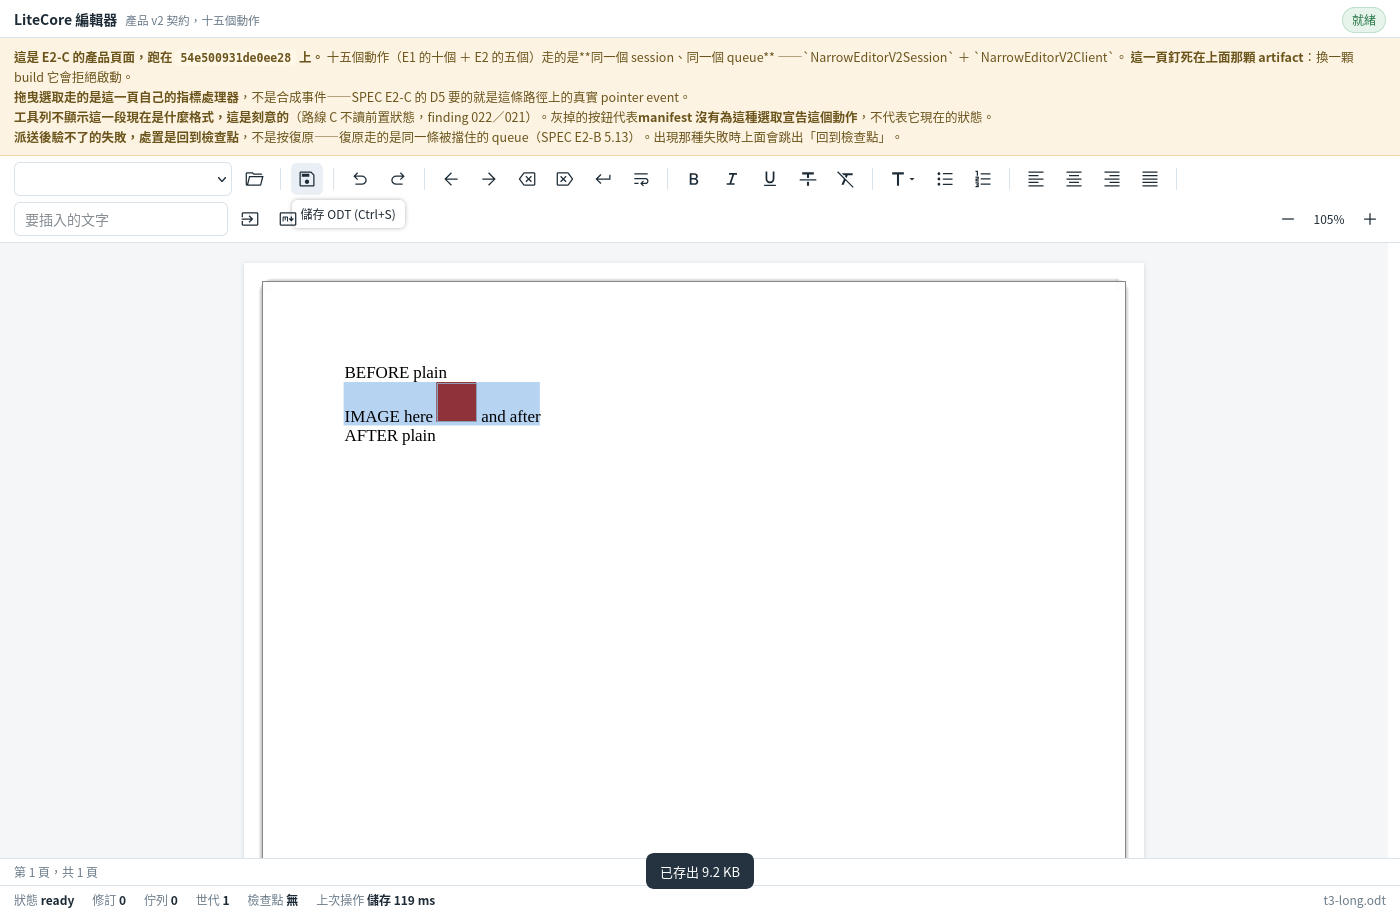 LiteCore 編輯器 產品 v2 契約，十五個動作 就緒
這是 E2-C 的產品頁面，跑在 54e500931de0ee28 上。 十五個動作（E1 的十個 ＋ E2 的五個）走的是**同一個 session、同一個 queue** ——`NarrowEditorV2Session` ＋ `NarrowEditorV2Client`。 這一頁釘死在上面那顆 artifact：換一顆
build 它會拒絕啟動。
拖曳選取走的是這一頁自己的指標處理器，不是合成事件——SPEC E2-C 的 D5 要的就是這條路徑上的真實 pointer event。
工具列不顯示這一段現在是什麼格式，這是刻意的（路線 C 不讀前置狀態，finding 022／021）。灰掉的按鈕代表manifest 沒有為這種選取宣告這個動作，不代表它現在的狀態。
派送後驗不了的失敗，處置是回到檢查點，不是按復原——復原走的是同一條被擋住的 queue（SPEC E2-B 5.13）。出現那種失敗時上面會跳出「回到檢查點」。
要插入的文字 儲存 ODT (Ctrl+S) 105%
BEFORE plain
IMAGE here and after
AFTER plain
已存出 9.2 KB
第 1 頁，共 1 頁
狀態 ready 修訂 0 佇列 0 世代 1 檢查點 無 上次操作 儲存 119 ms t3-long.odt